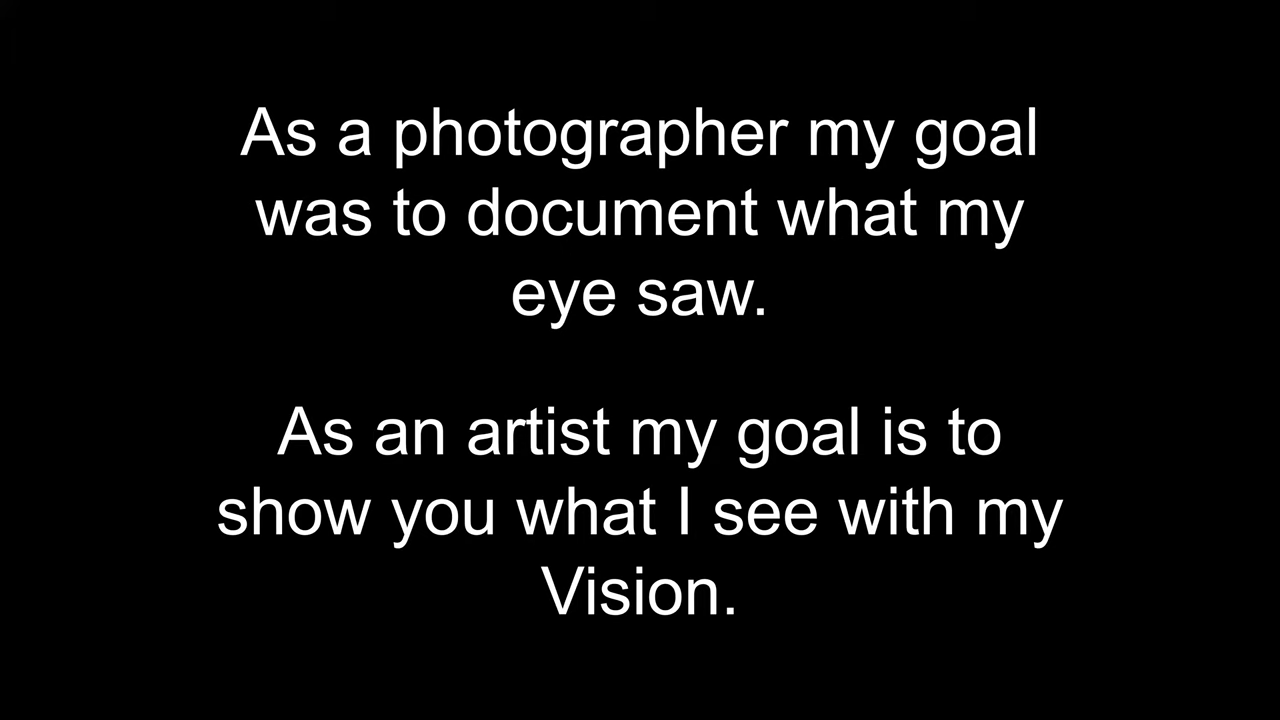 As a photographer my goal
was to document what my
eye saw.
As an artist my goal is to
show you what I see with my
Vision.